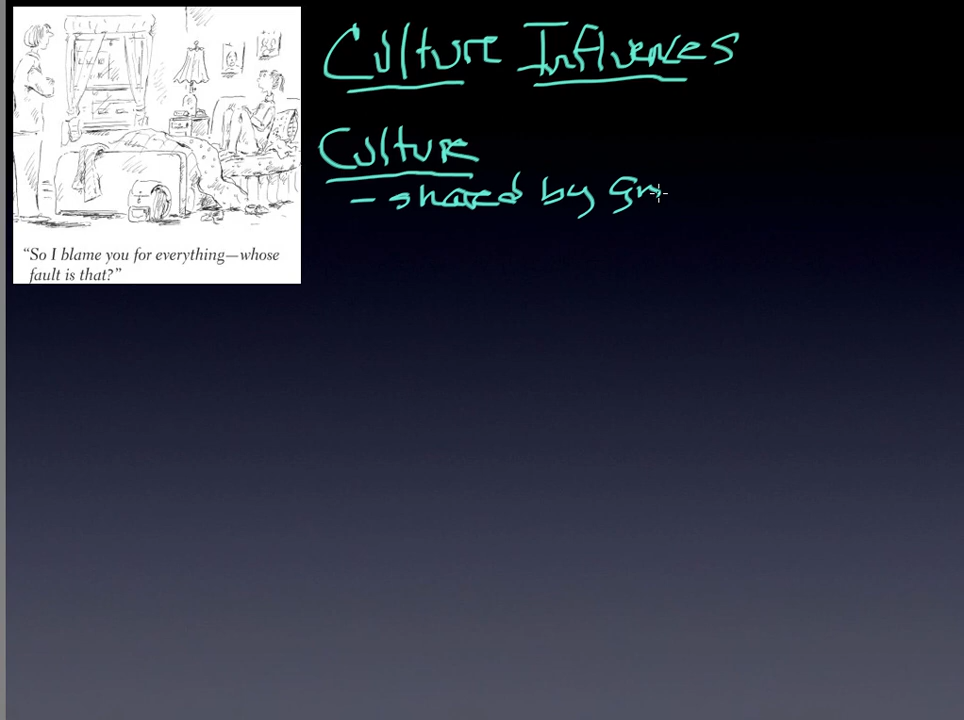 Culture Influences
Culture
- shared by gr
"So I blame you for everything—whose
fault is that?"